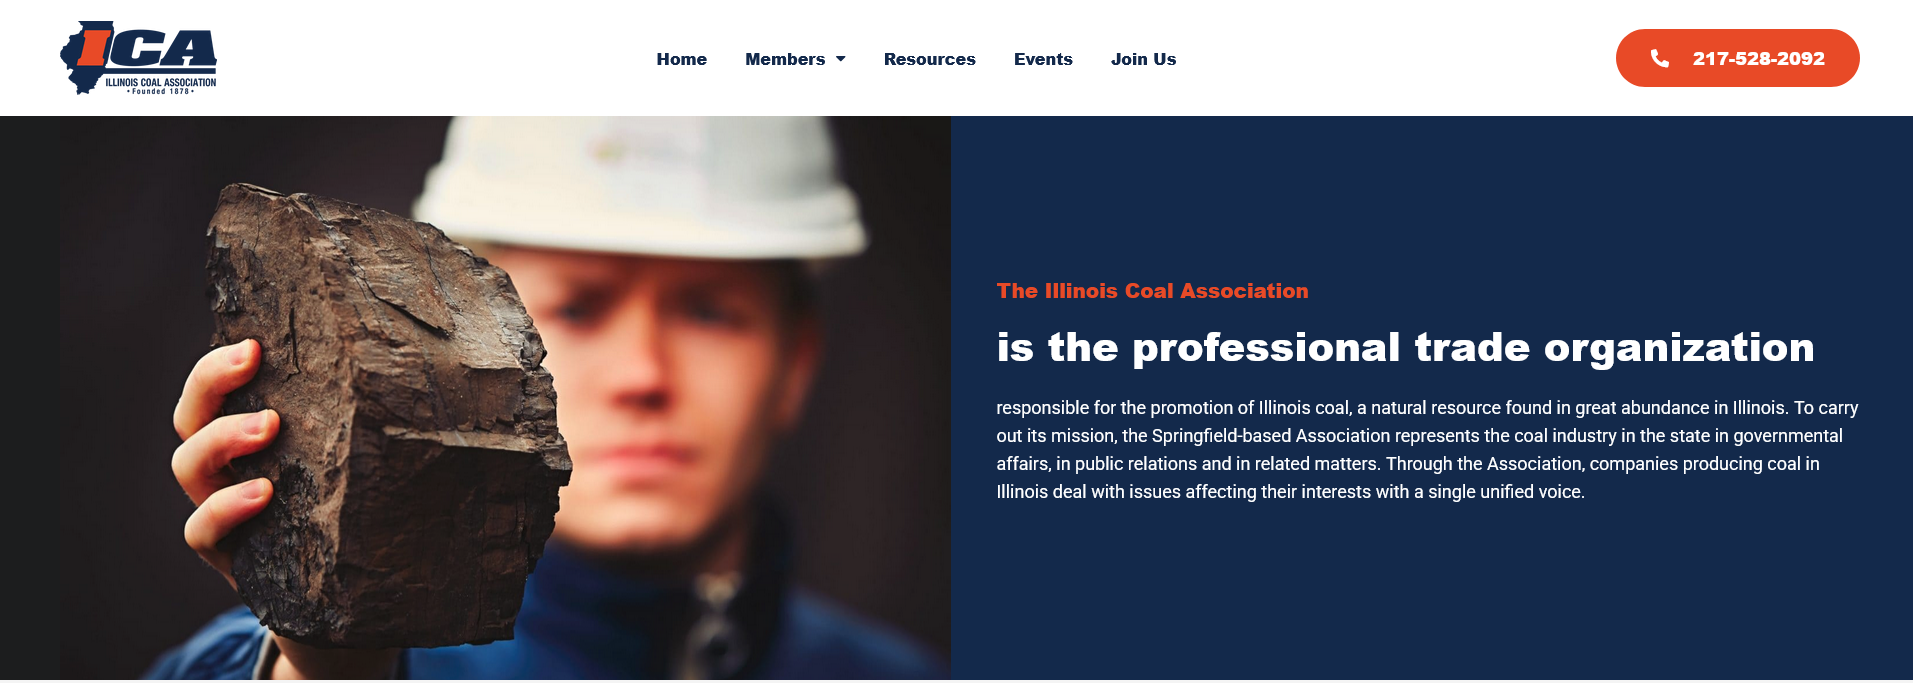 ICA
ILLINOIS COAL ASSOCIATION
• Founded 1878 •
Home
Members
Resources
Events
Join Us
217-528-2092
The Illinois Coal Association
is the professional trade organization
responsible for the promotion of Illinois coal, a natural resource found in great abundance in Illinois. To carry
out its mission, the Springfield-based Association represents the coal industry in the state in governmental
affairs, in public relations and in related matters. Through the Association, companies producing coal in
Illinois deal with issues affecting their interests with a single unified voice.